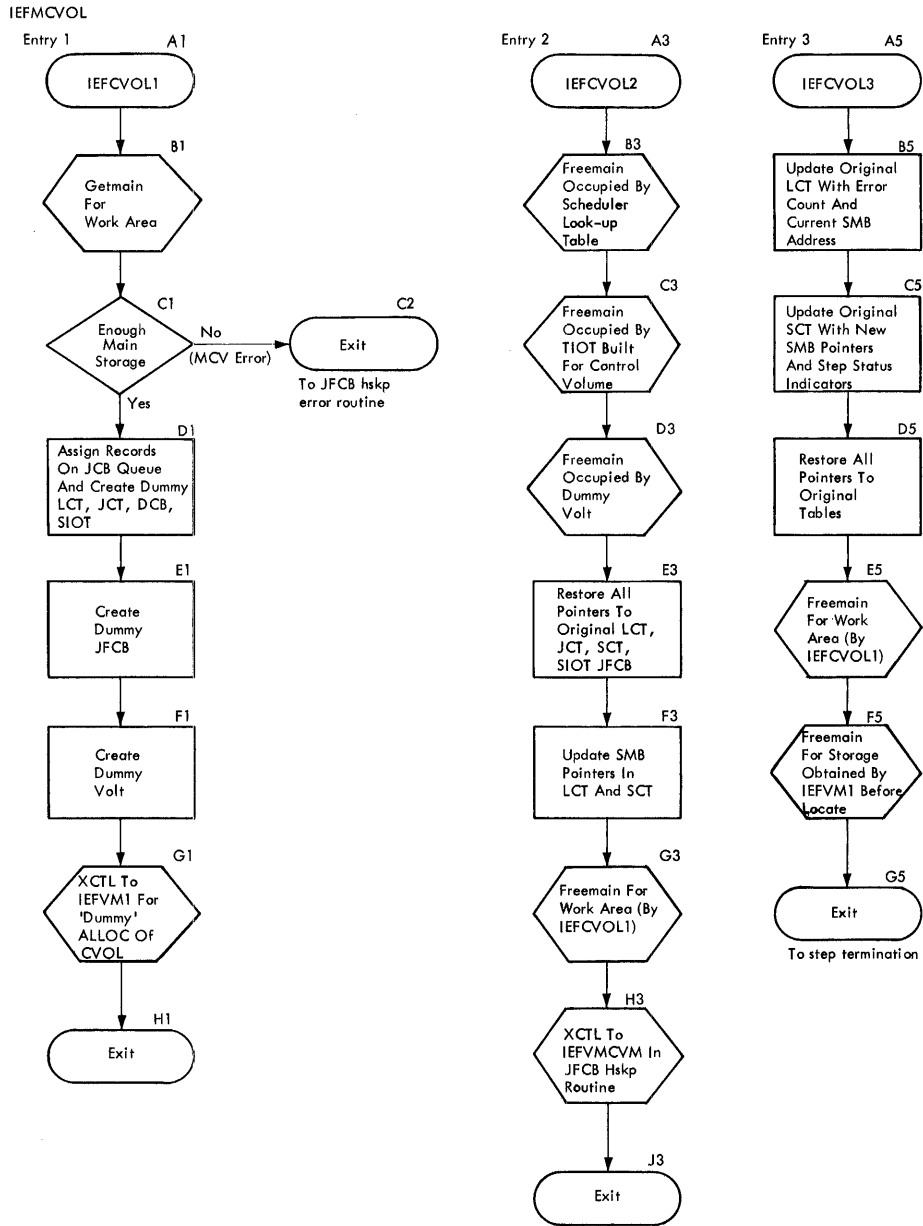 IEFMCVOL
Entry 1
A1
IEFCVOL1
B1
Getmain
For
Work Area
C1
Enough
Main
Storage
No
(MCV Error)
C2
Exit
To JFCB hskp
error routine
Yes
D1
Assign Records
On JCB Queue
And Create Dummy
LCT, JCT, DCB,
SIOT
E1
Create
Dummy
JFCB
F1
Create
Dummy
Volt
G1
XCTL To
IEFVM1 For
'Dummy'
ALLOC Of
CVOL
H1
Exit
Entry 2
A3
IEFCVOL2
B3
Freemain
Occupied By
Scheduler
Look-up
Table
C3
Freemain
Occupied By
TIOT Built
For Control
Volume
D3
Freemain
Occupied By
Dummy
Volt
E3
Restore All
Pointers To
Original LCT,
JCT, SCT,
SIOT JFCB
F3
Update SMB
Pointers In
LCT And SCT
G3
Freemain For
Work Area (By
IEFCVOL1)
H3
XCTL To
IEFVMCVM In
JFCB Hskp
Routine
J3
Exit
Entry 3
A5
IEFCVOL3
B5
Update Original
LCT With Error
Count And
Current SMB
Address
C5
Update Original
SCT With New
SMB Pointers
And Step Status
Indicators
D5
Restore All
Pointers To
Original
Tables
E5
Freemain
For Work
Area (By
IEFCVOL1)
F5
Freemain
For Storage
Obtained By
IEFVM1 Before
Locate
G5
Exit
To step termination